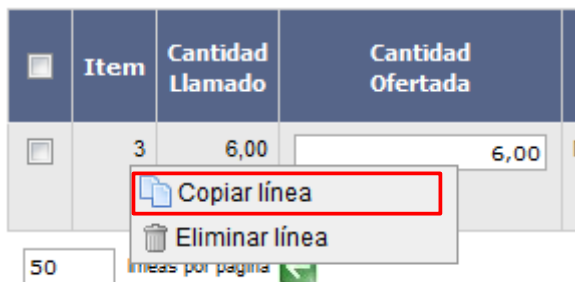 Item
Cantidad
Llamado
Cantidad
Ofertada
3 6,00 6,00
Copiar línea
Eliminar línea
50 líneas por página